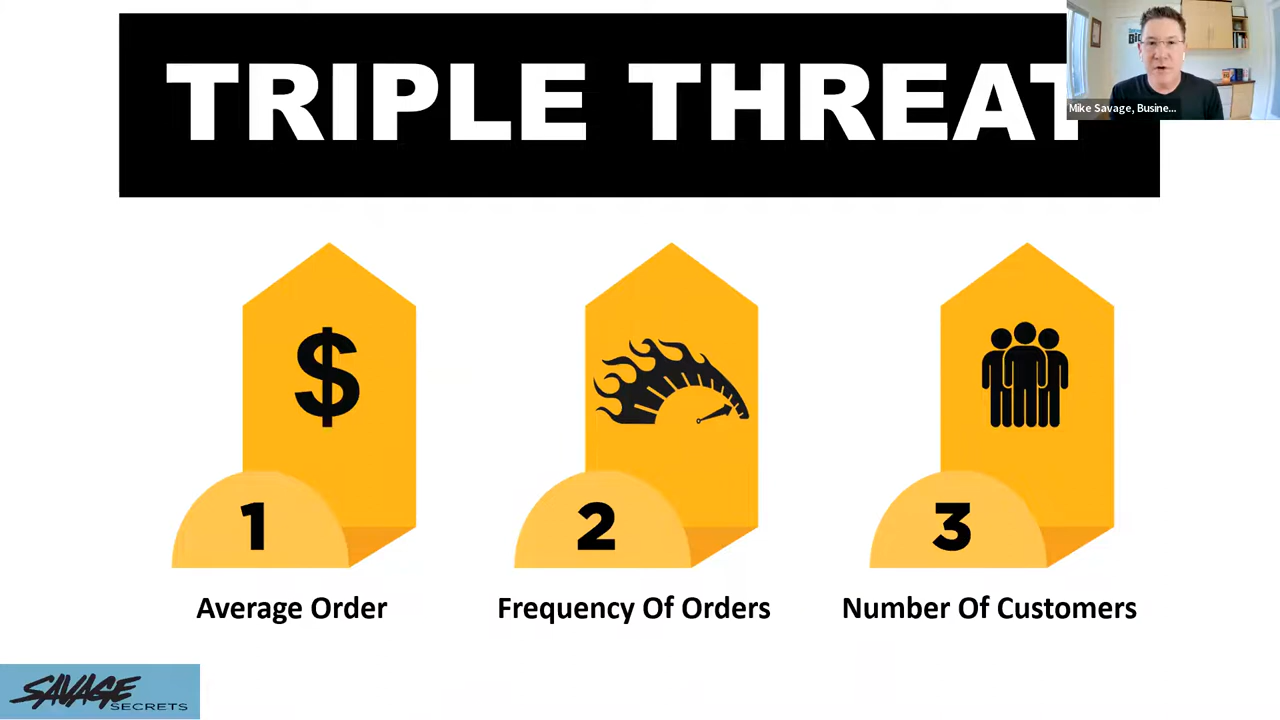 TRIPLE THREAT
Mike Savage, Busine...
$
1
2
3
Average Order
Frequency Of Orders
Number Of Customers
SAVAGE
SECRETS